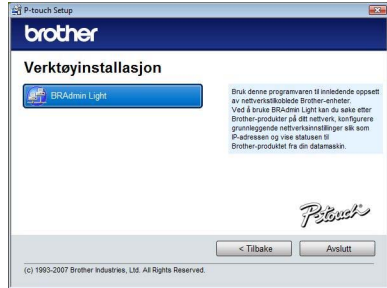 P-touch Setup
brother
Verktøyinstallasjon
BRAdmin Light
Bruk denne programvaren til innledende oppsett
av nettverkstilkoblede Brother-enheter.
Ved å bruke BRAdmin Light kan du søke etter
Brother-produkter på ditt nettverk, konfigurere
grunnleggende nettverksinnstillinger slik som
IP-adressen og vise statusen til
Brother-produktet fra din datamaskin.
P-touch
< Tilbake
Avslutt
(c) 1993-2007 Brother Industries, Ltd. All Rights Reserved.